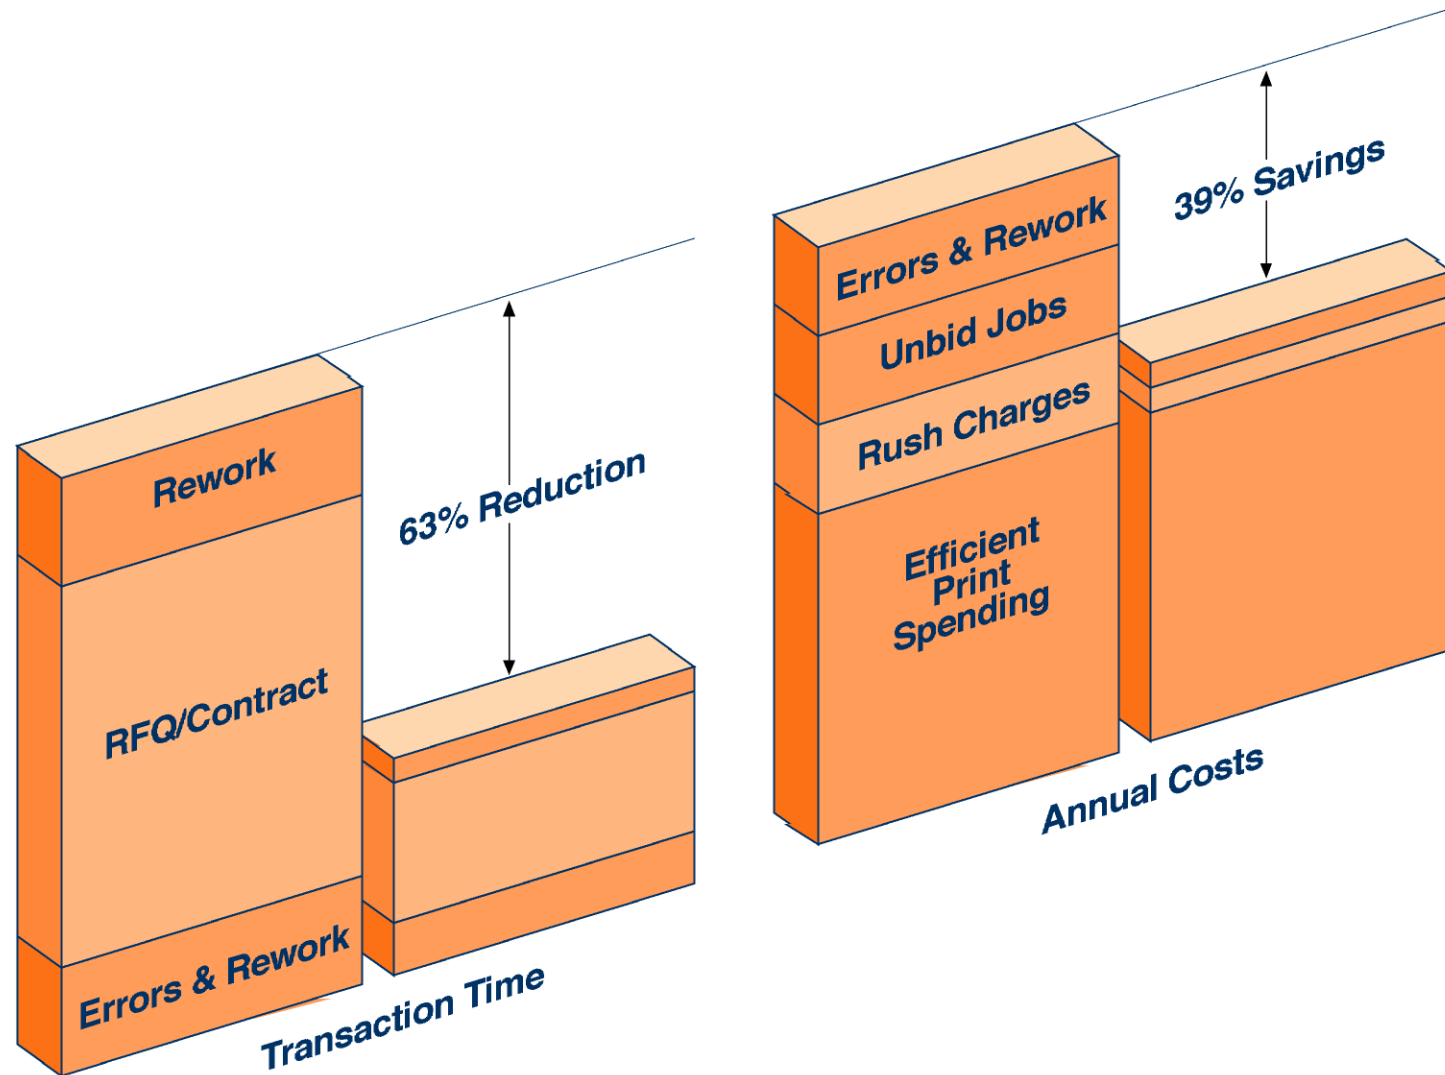 Rework
63% Reduction
RFQ/Contract
Errors & Rework
Transaction Time
39% Savings
Errors & Rework
Unbid Jobs
Rush Charges
Efficient
Print
Spending
Annual Costs